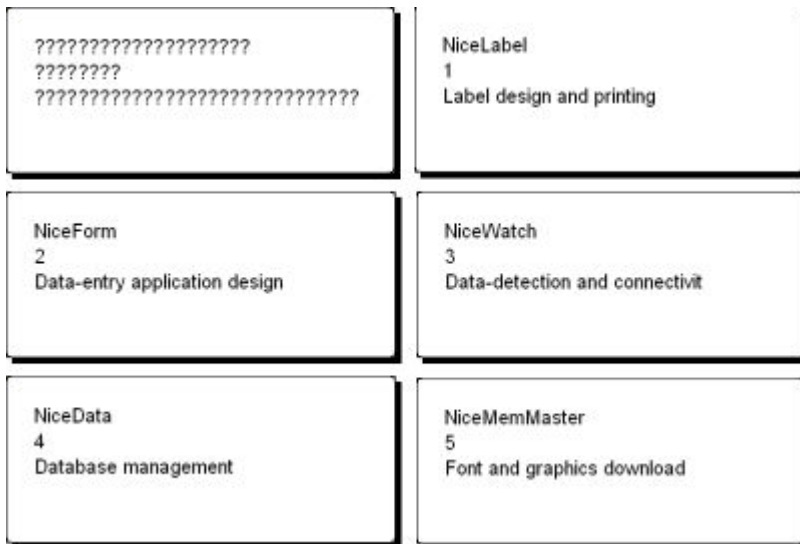 ????????????????????
????????
??????????????????????????????
NiceLabel
1
Label design and printing
NiceForm
2
Data-entry application design
NiceWatch
3
Data-detection and connectivit
NiceData
4
Database management
NiceMemMaster
5
Font and graphics download